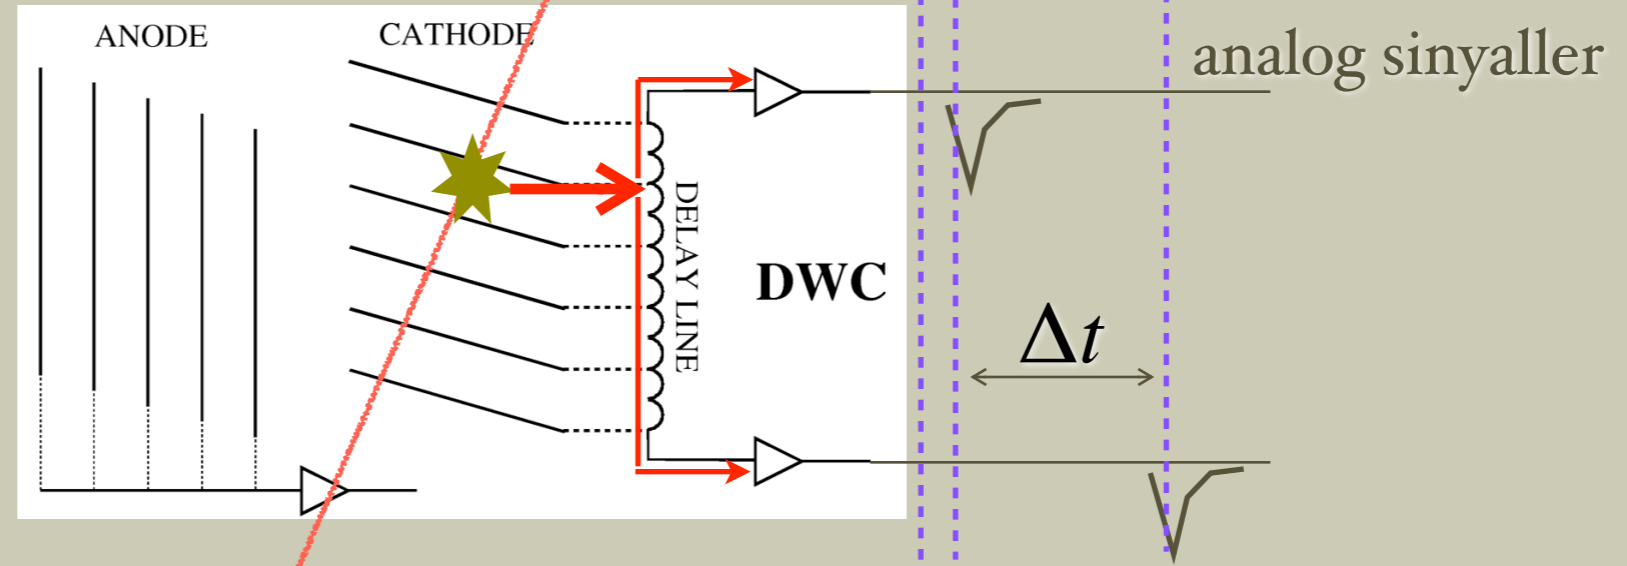 ANODE
CATHODE
analog sinyaller
DELAY LINE
DWC
Δt